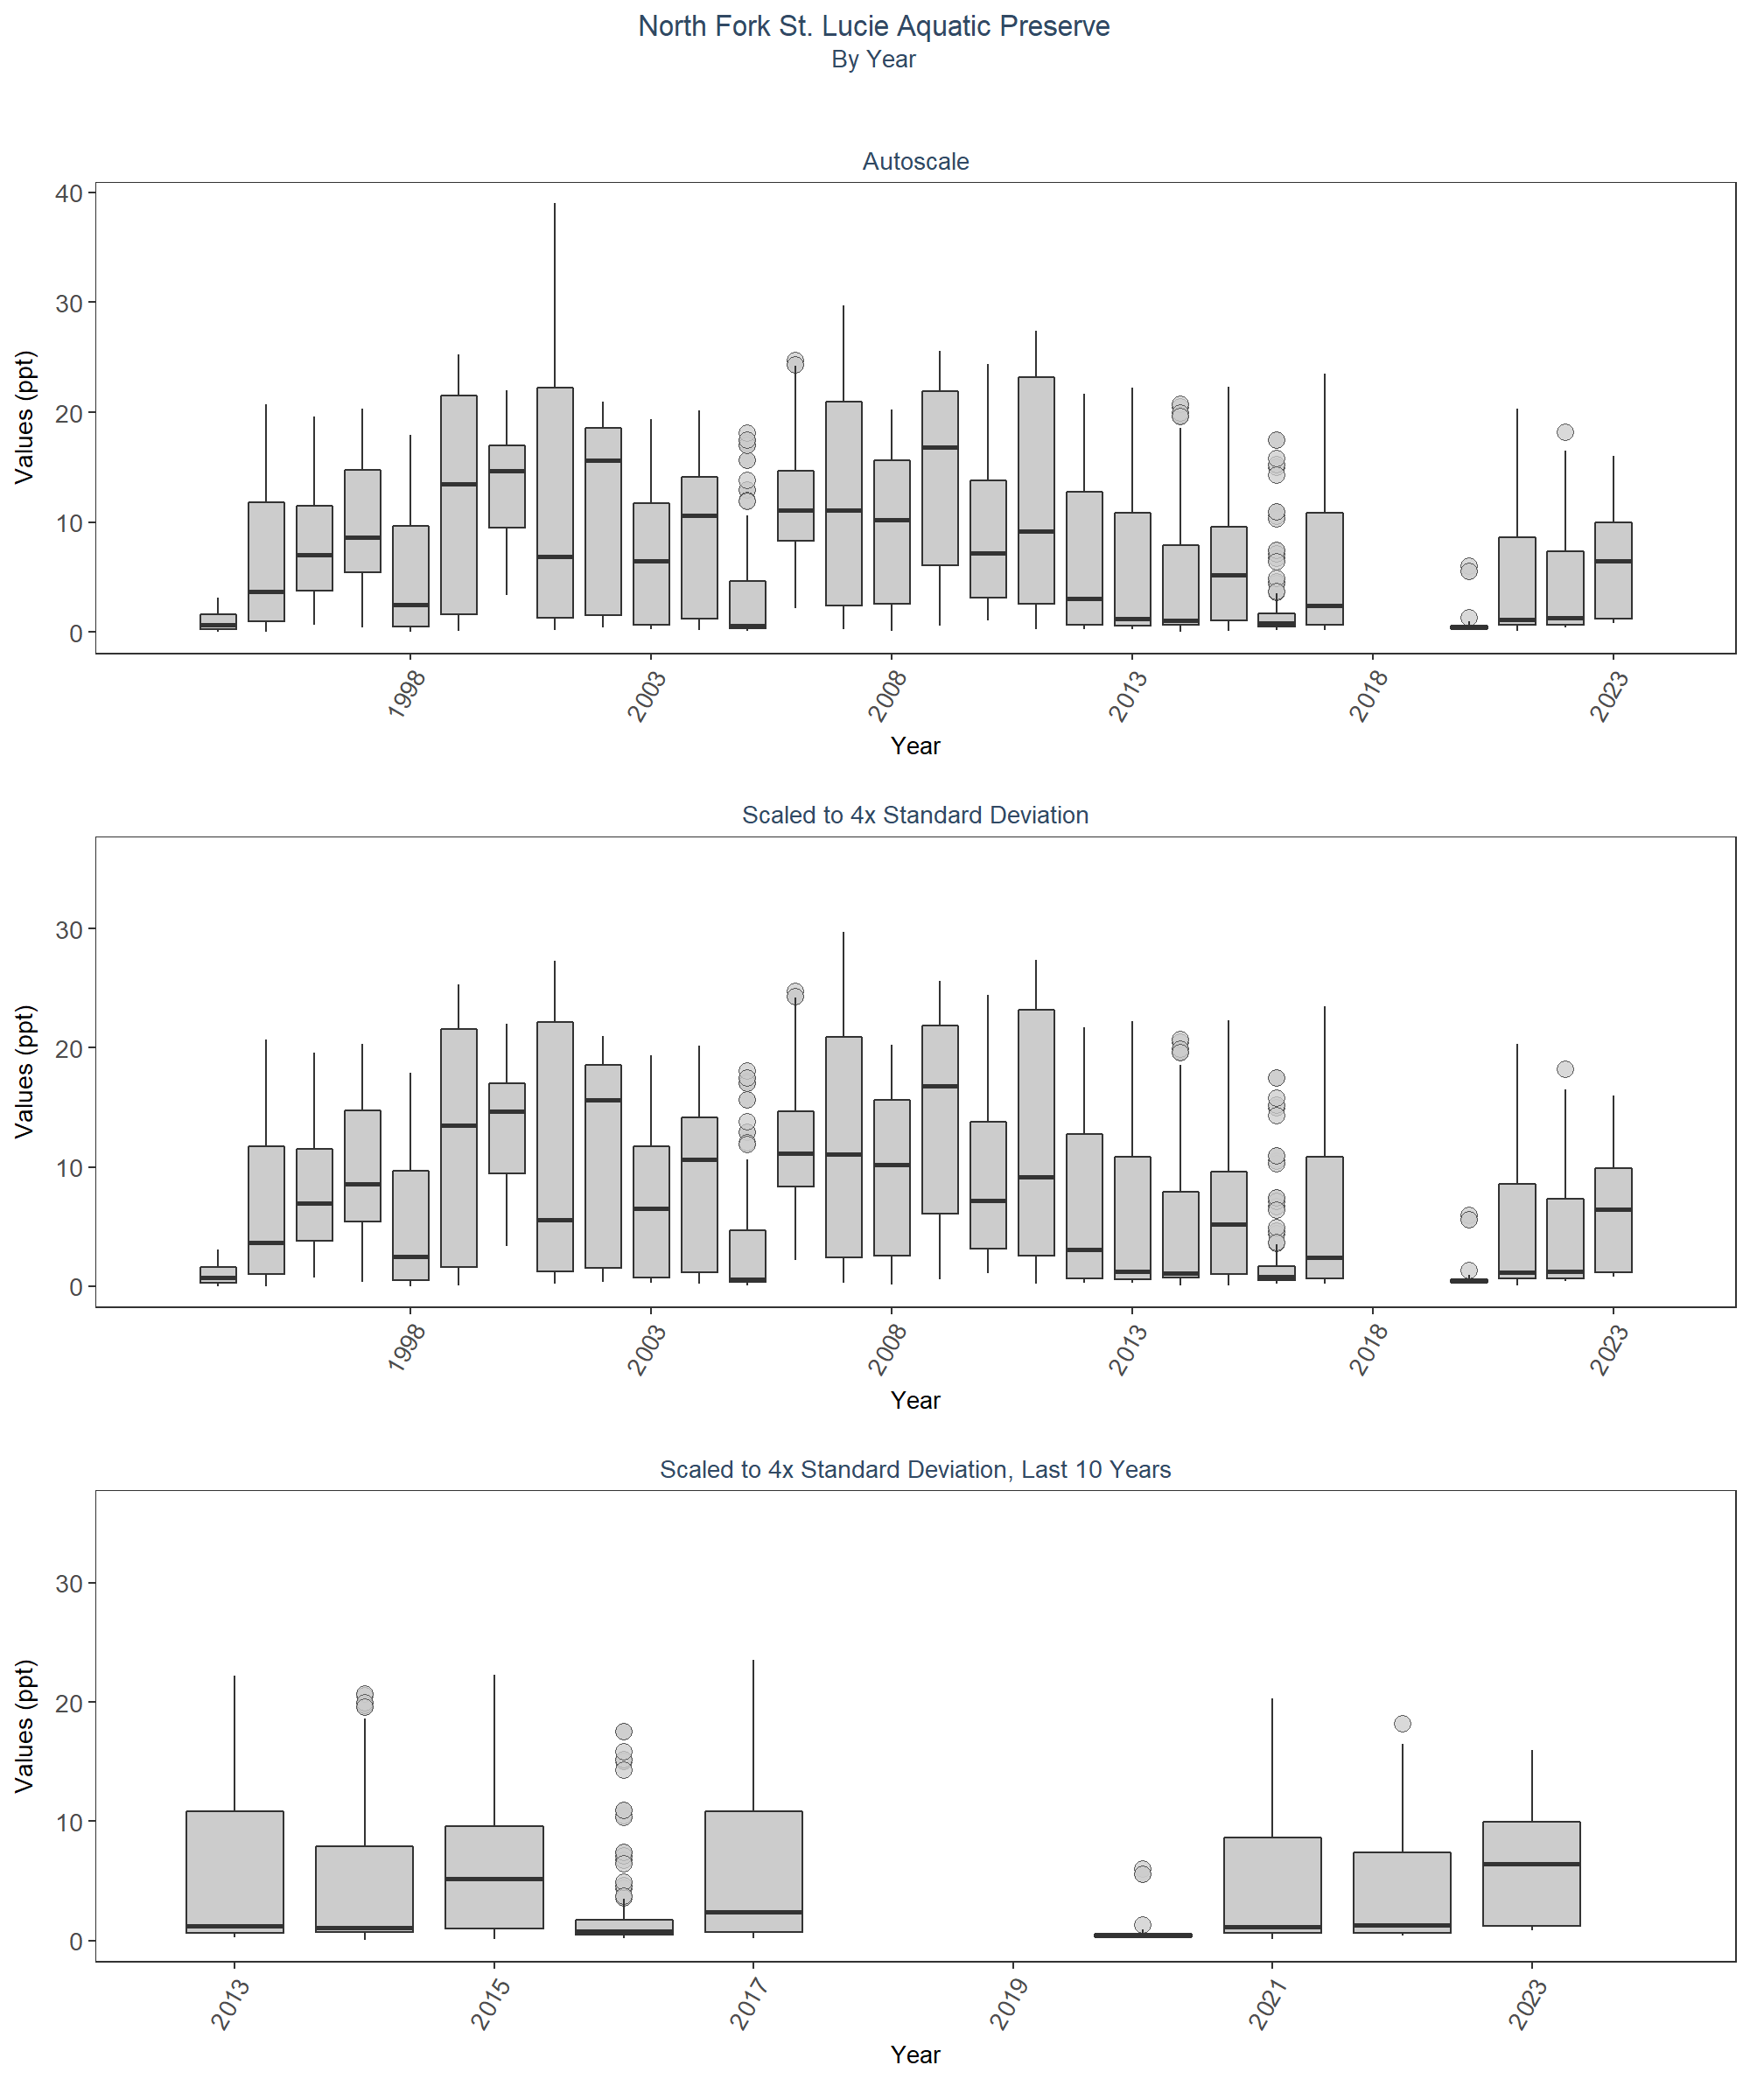 North Fork St. Lucie Aquatic Preserve
By Year
Autoscale
Values (ppt)
40
30
20
10
0
1998
2003
2008
2013
2018
2023
Year
Scaled to 4x Standard Deviation
Values (ppt)
30
20
10
0
1998
2003
2008
2013
2018
2023
Year
Scaled to 4x Standard Deviation, Last 10 Years
Values (ppt)
30
20
10
0
2013
2015
2017
2019
2021
2023
Year